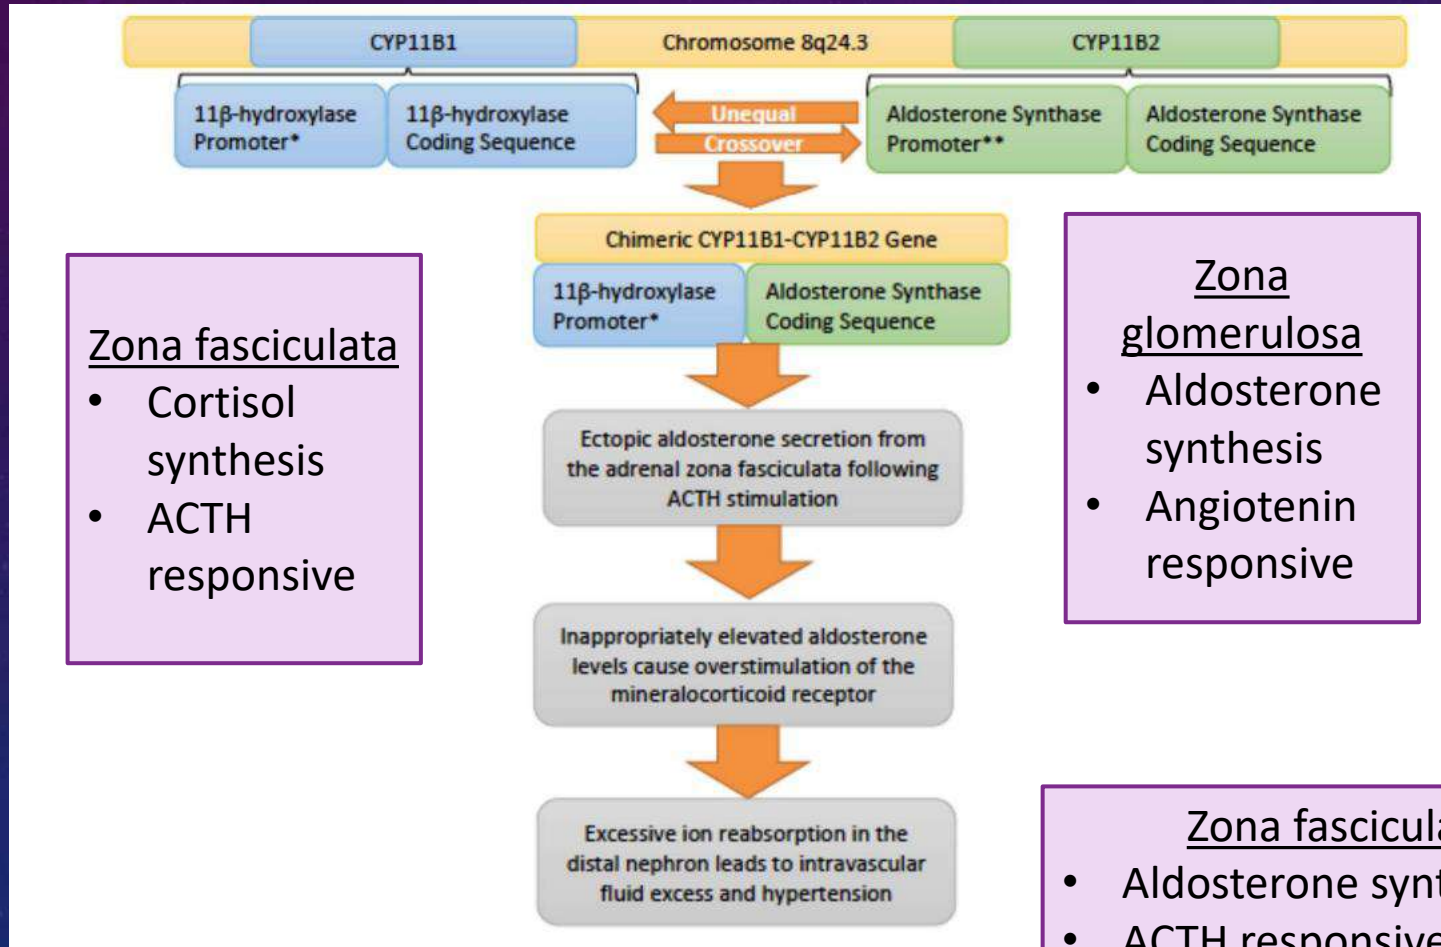 CYP11B1
Chromosome 8q24.3
CYP11B2
11β-hydroxylase
Promoter*
11β-hydroxylase
Coding Sequence
Unequal
Crossover
Aldosterone Synthase
Promoter**
Aldosterone Synthase
Coding Sequence
Chimeric CYP11B1-CYP11B2 Gene
11β-hydroxylase
Promoter*
Aldosterone Synthase
Coding Sequence
Zona fasciculata
• Cortisol
synthesis
• ACTH
responsive
Zona
glomerulosa
• Aldosterone
synthesis
• Angiotenin
responsive
Ectopic aldosterone secretion from
the adrenal zona fasciculata following
ACTH stimulation
Inappropriately elevated aldosterone
levels cause overstimulation of the
mineralocorticoid receptor
Excessive ion reabsorption in the
distal nephron leads to intravascular
fluid excess and hypertension
Zona
• Aldosterone
• ACTH responsive